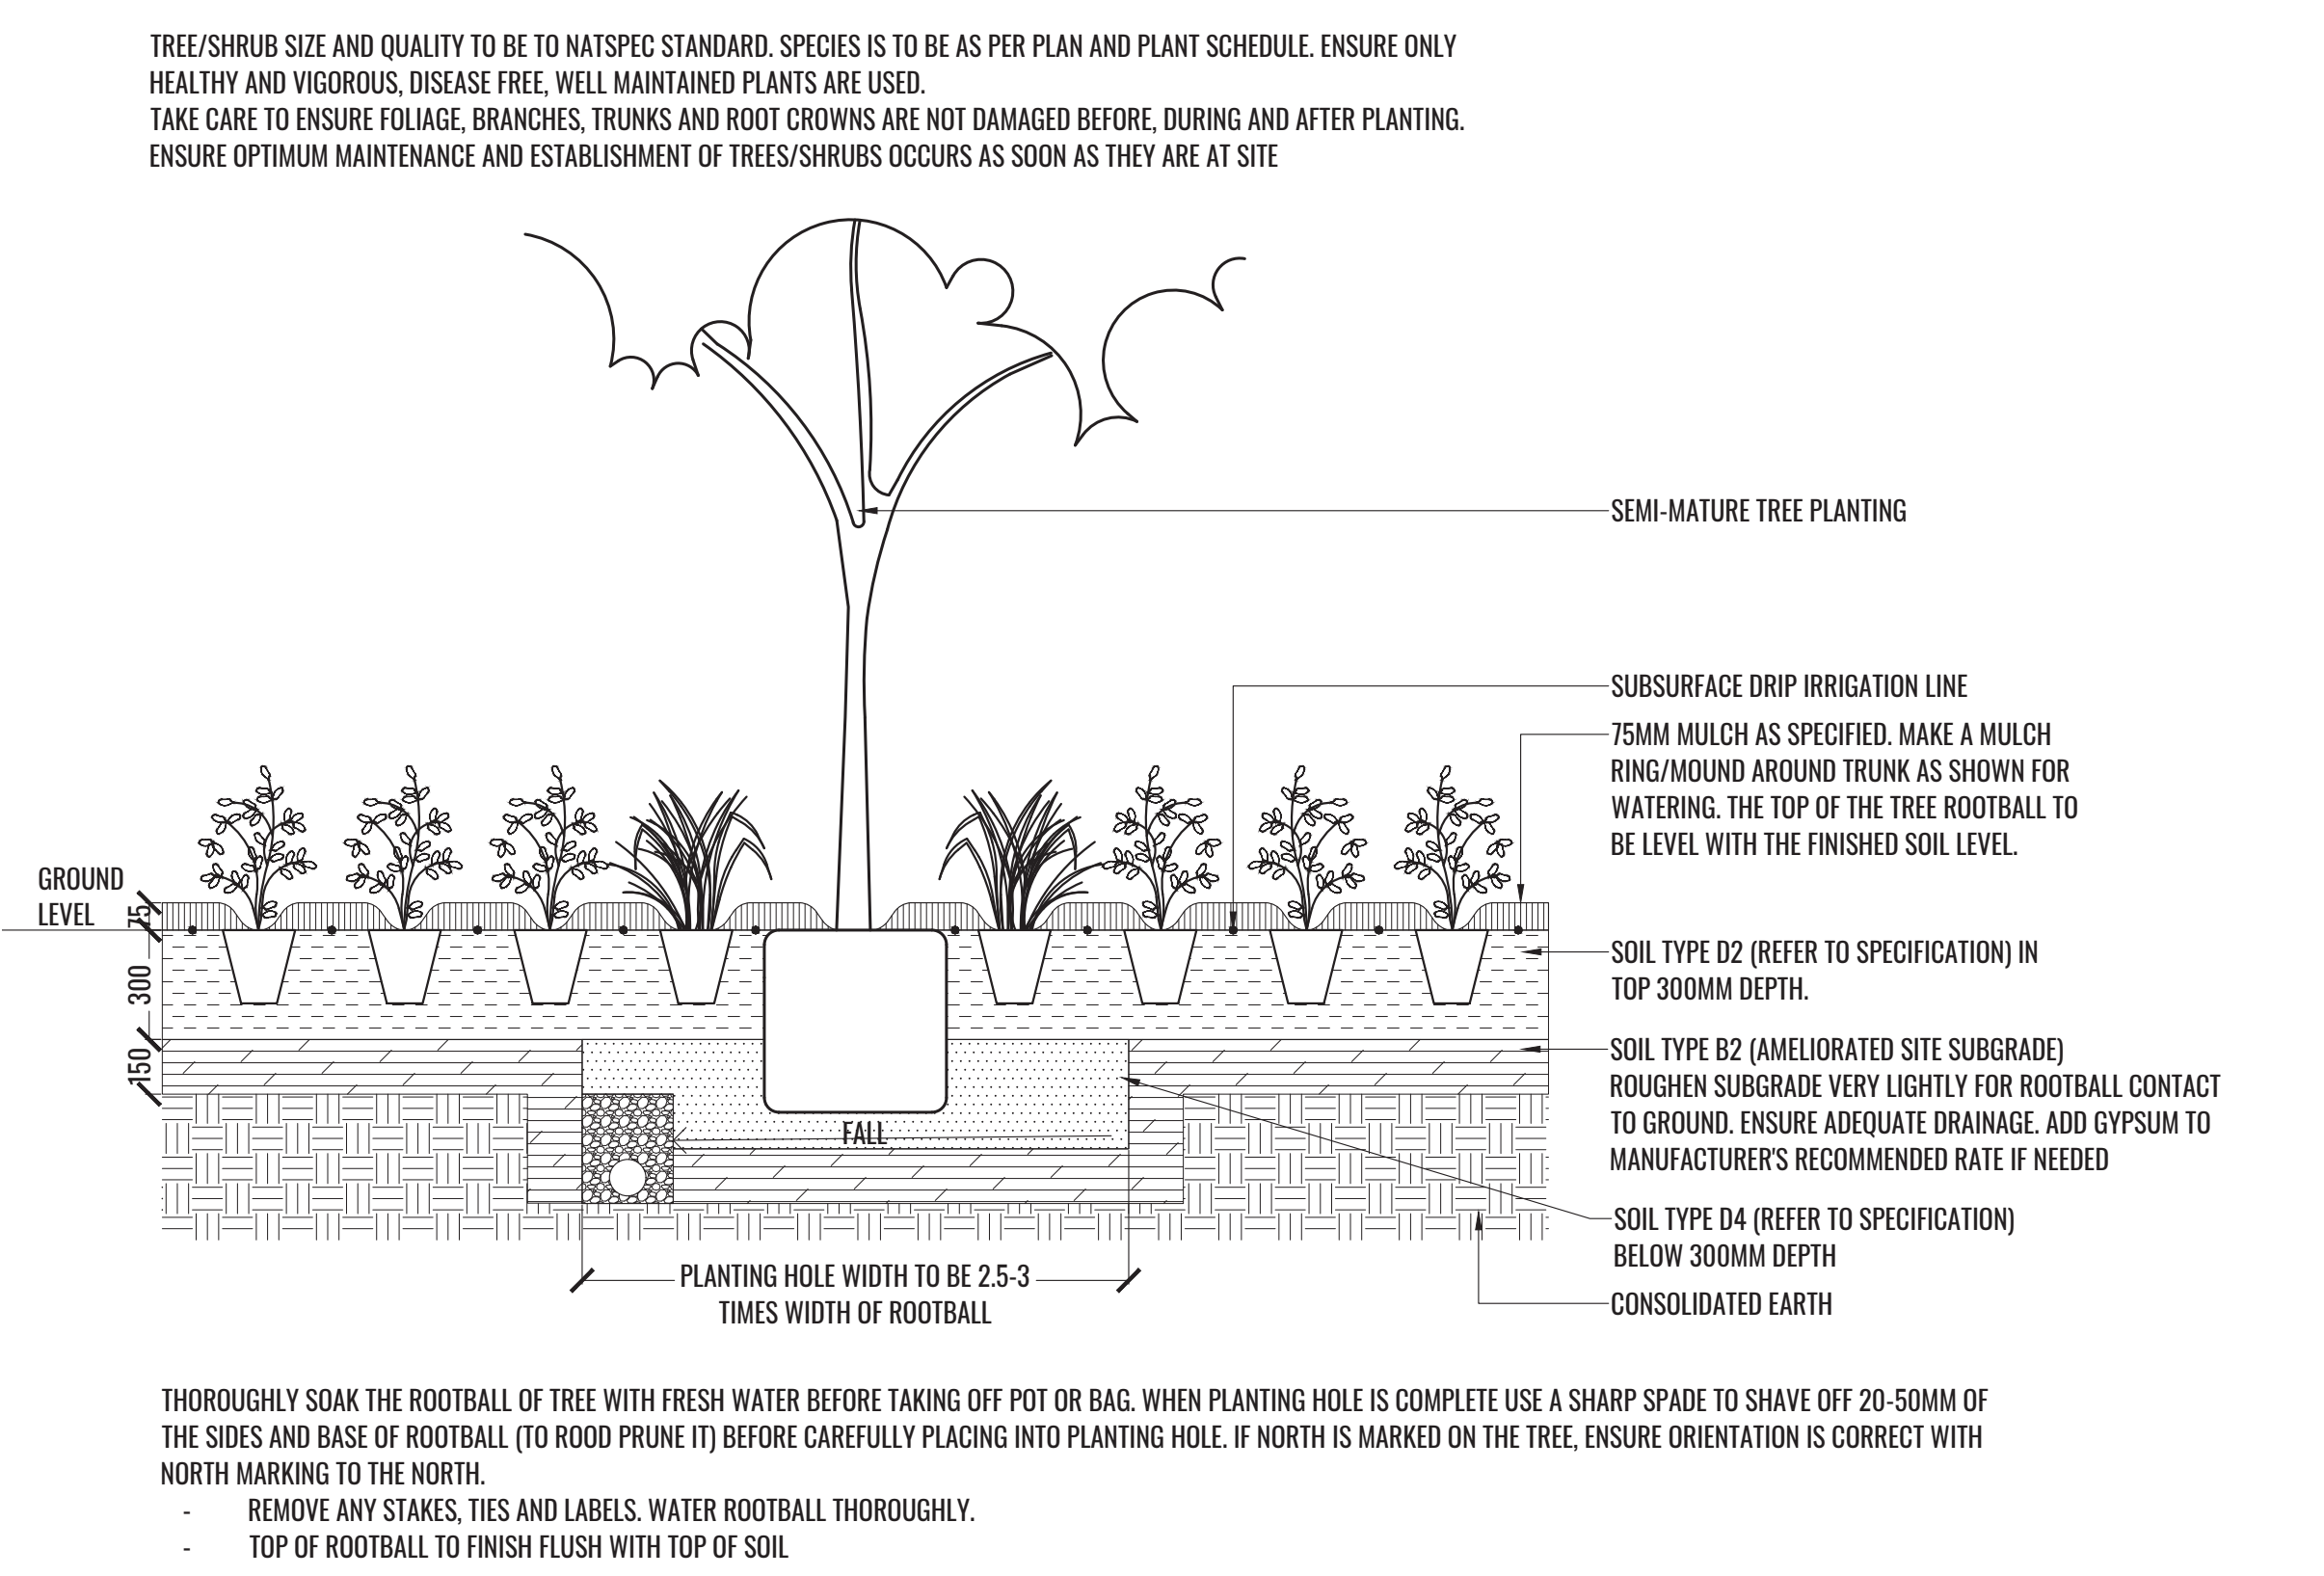 TREE/SHRUB SIZE AND QUALITY TO BE TO NATSPEC STANDARD. SPECIES IS TO BE AS PER PLAN AND PLANT SCHEDULE. ENSURE ONLY
HEALTHY AND VIGOROUS, DISEASE FREE, WELL MAINTAINED PLANTS ARE USED.
TAKE CARE TO ENSURE FOLIAGE, BRANCHES, TRUNKS AND ROOT CROWNS ARE NOT DAMAGED BEFORE, DURING AND AFTER PLANTING.
ENSURE OPTIMUM MAINTENANCE AND ESTABLISHMENT OF TREES/SHRUBS OCCURS AS SOON AS THEY ARE AT SITE
SEMI-MATURE TREE PLANTING
SUBSURFACE DRIP IRRIGATION LINE
75MM MULCH AS SPECIFIED. MAKE A MULCH
RING/MOUND AROUND TRUNK AS SHOWN FOR
WATERING. THE TOP OF THE TREE ROOTBALL TO
BE LEVEL WITH THE FINISHED SOIL LEVEL.
GROUND
LEVEL
75
300
150
SOIL TYPE D2 (REFER TO SPECIFICATION) IN
TOP 300MM DEPTH.
SOIL TYPE B2 (AMELIORATED SITE SUBGRADE)
ROUGHEN SUBGRADE VERY LIGHTLY FOR ROOTBALL CONTACT
TO GROUND. ENSURE ADEQUATE DRAINAGE. ADD GYPSUM TO
MANUFACTURER'S RECOMMENDED RATE IF NEEDED
FALL
SOIL TYPE D4 (REFER TO SPECIFICATION)
BELOW 300MM DEPTH
CONSOLIDATED EARTH
PLANTING HOLE WIDTH TO BE 2.5-3
TIMES WIDTH OF ROOTBALL
THOROUGHLY SOAK THE ROOTBALL OF TREE WITH FRESH WATER BEFORE TAKING OFF POT OR BAG. WHEN PLANTING HOLE IS COMPLETE USE A SHARP SPADE TO SHAVE OFF 20-50MM OF
THE SIDES AND BASE OF ROOTBALL (TO ROOD PRUNE IT) BEFORE CAREFULLY PLACING INTO PLANTING HOLE. IF NORTH IS MARKED ON THE TREE, ENSURE ORIENTATION IS CORRECT WITH
NORTH MARKING TO THE NORTH.
- REMOVE ANY STAKES, TIES AND LABELS. WATER ROOTBALL THOROUGHLY.
- TOP OF ROOTBALL TO FINISH FLUSH WITH TOP OF SOIL